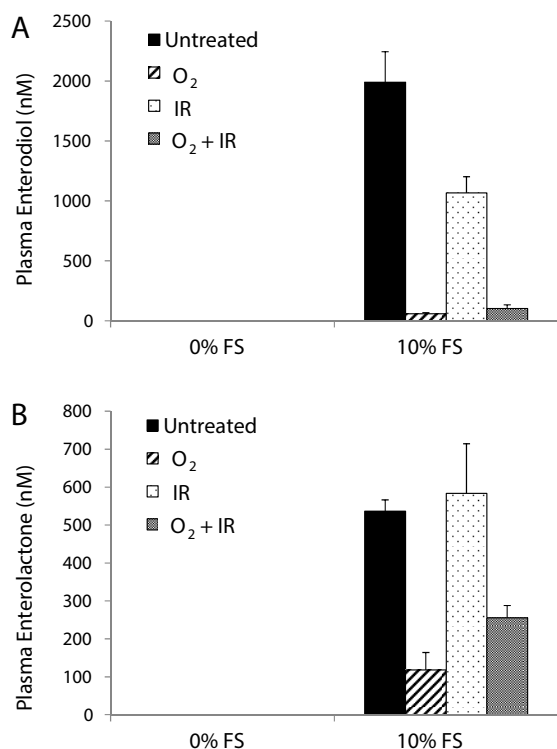 A
Plasma Enterodiol (nM)
2500
2000
1500
1000
500
0
Untreated
O₂
IR
O₂ + IR
0% FS
10% FS
B
Plasma Enterolactone (nM)
800
700
600
500
400
300
200
100
0
Untreated
O₂
IR
O₂ + IR
0% FS
10% FS